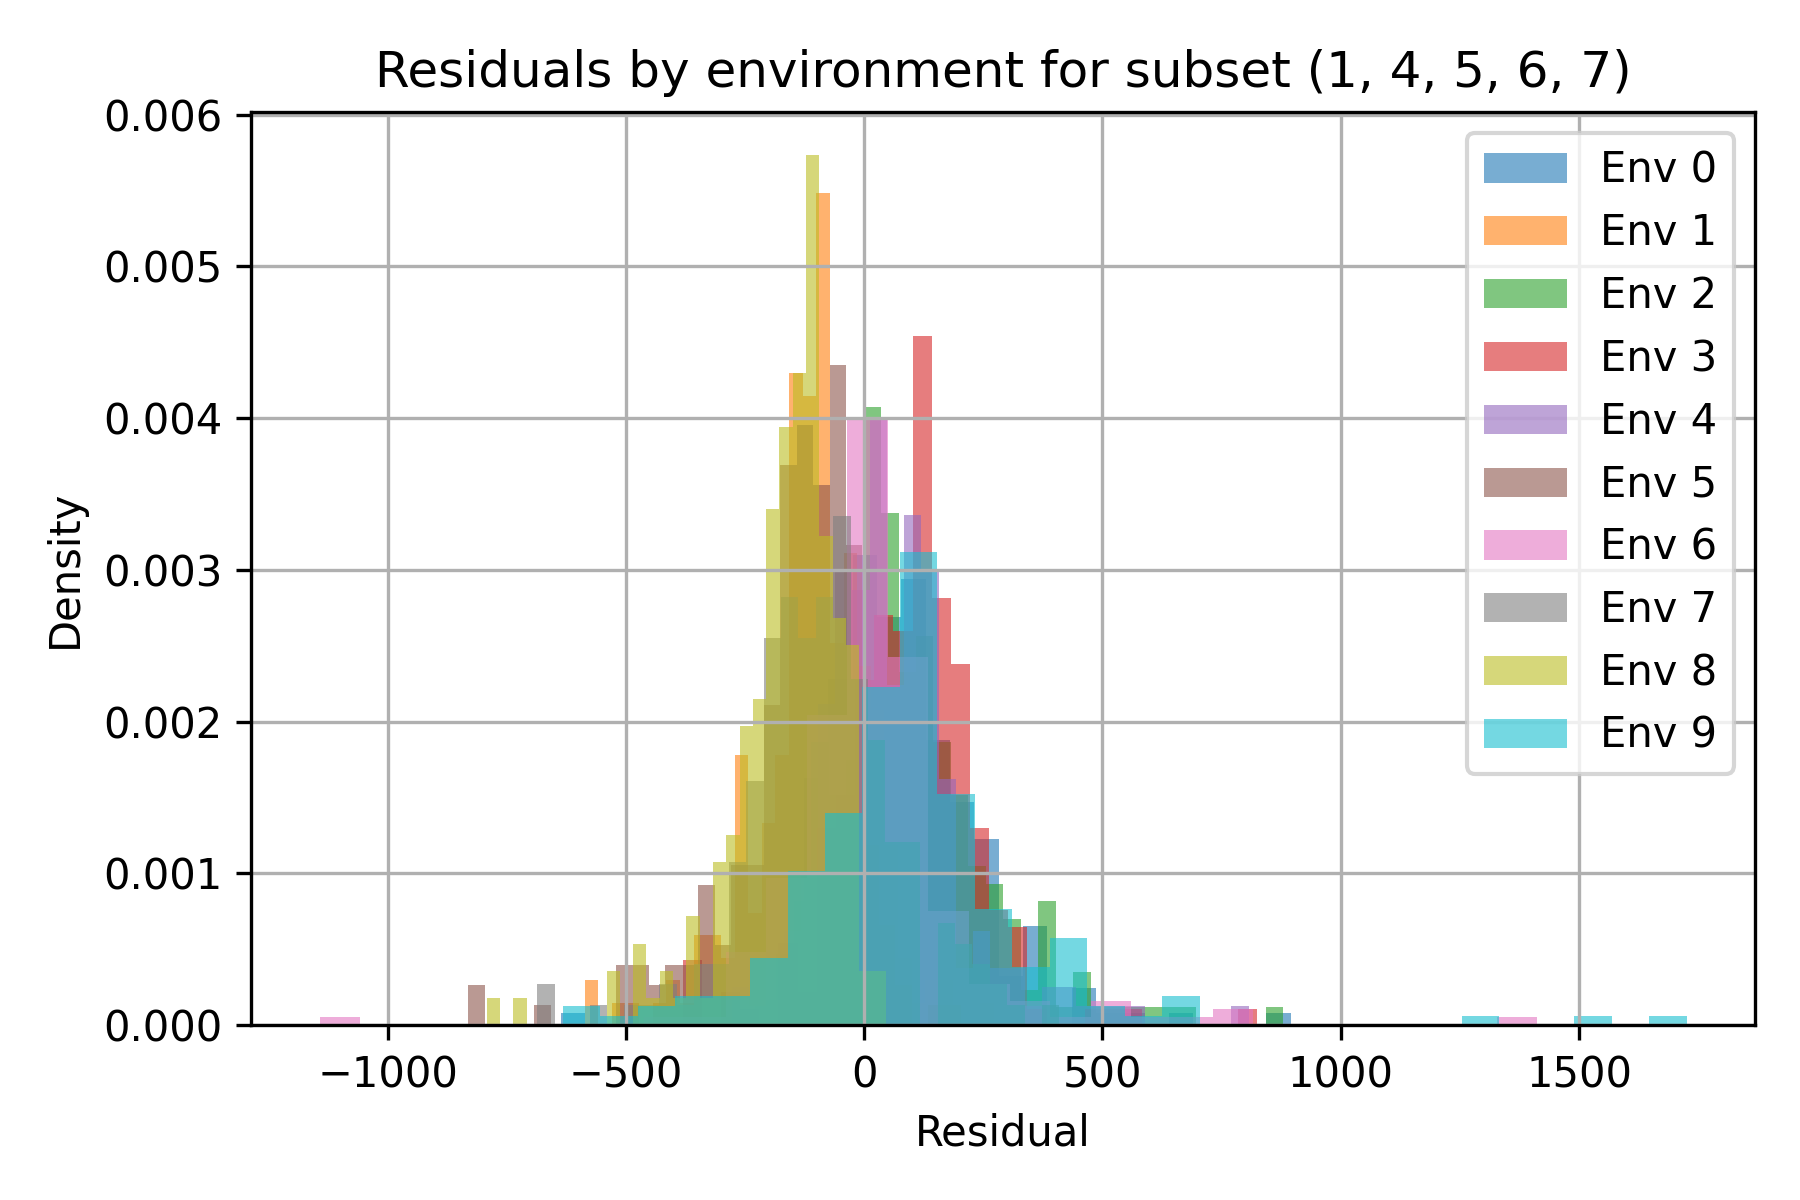 Residuals by environment for subset (1, 4, 5, 6, 7)
0.006
0.005
0.004
0.003
0.002
0.001
0.000
Density
−1000
−500
0
500
1000
1500
Residual
Env 0
Env 1
Env 2
Env 3
Env 4
Env 5
Env 6
Env 7
Env 8
Env 9